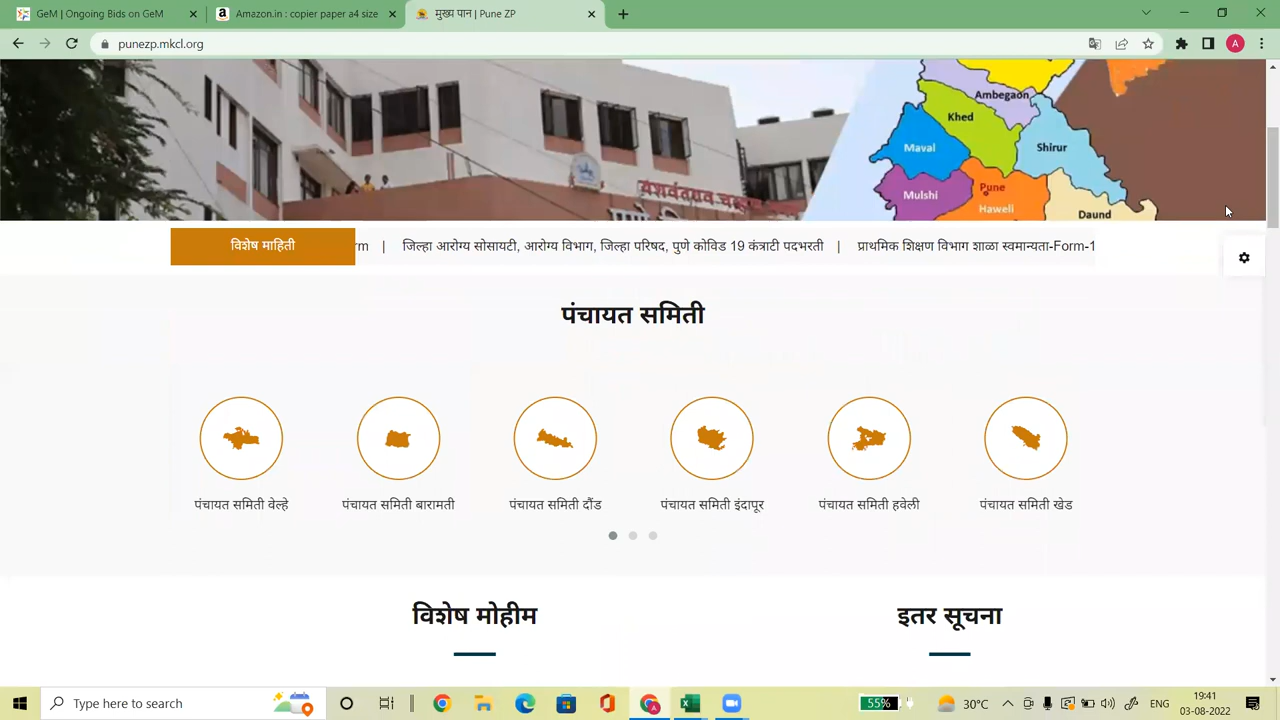 GeM | Ongoing Bids on GeM
Amazon.in : copier paper a4 size
मुख्य पान | Pune ZP
punezp.mkcl.org
A
Ambegaon
Khed
Maval
Shirur
Mulshi
Pune
Haweli
Daund
विशेष माहिती
rm | जिल्हा आरोग्य सोसायटी, आरोग्य विभाग, जिल्हा परिषद, पुणे कोविड 19 कंत्राटी पदभरती | प्राथमिक शिक्षण विभाग शाळा स्वमान्यता-Form-1
पंचायत समिती
पंचायत समिती वेल्हे
पंचायत समिती बारामती
पंचायत समिती दौंड
पंचायत समिती इंदापूर
पंचायत समिती हवेली
पंचायत समिती खेड
विशेष मोहीम
इतर सूचना
Type here to search
55%
30°C
ENG
19:41
03-08-2022